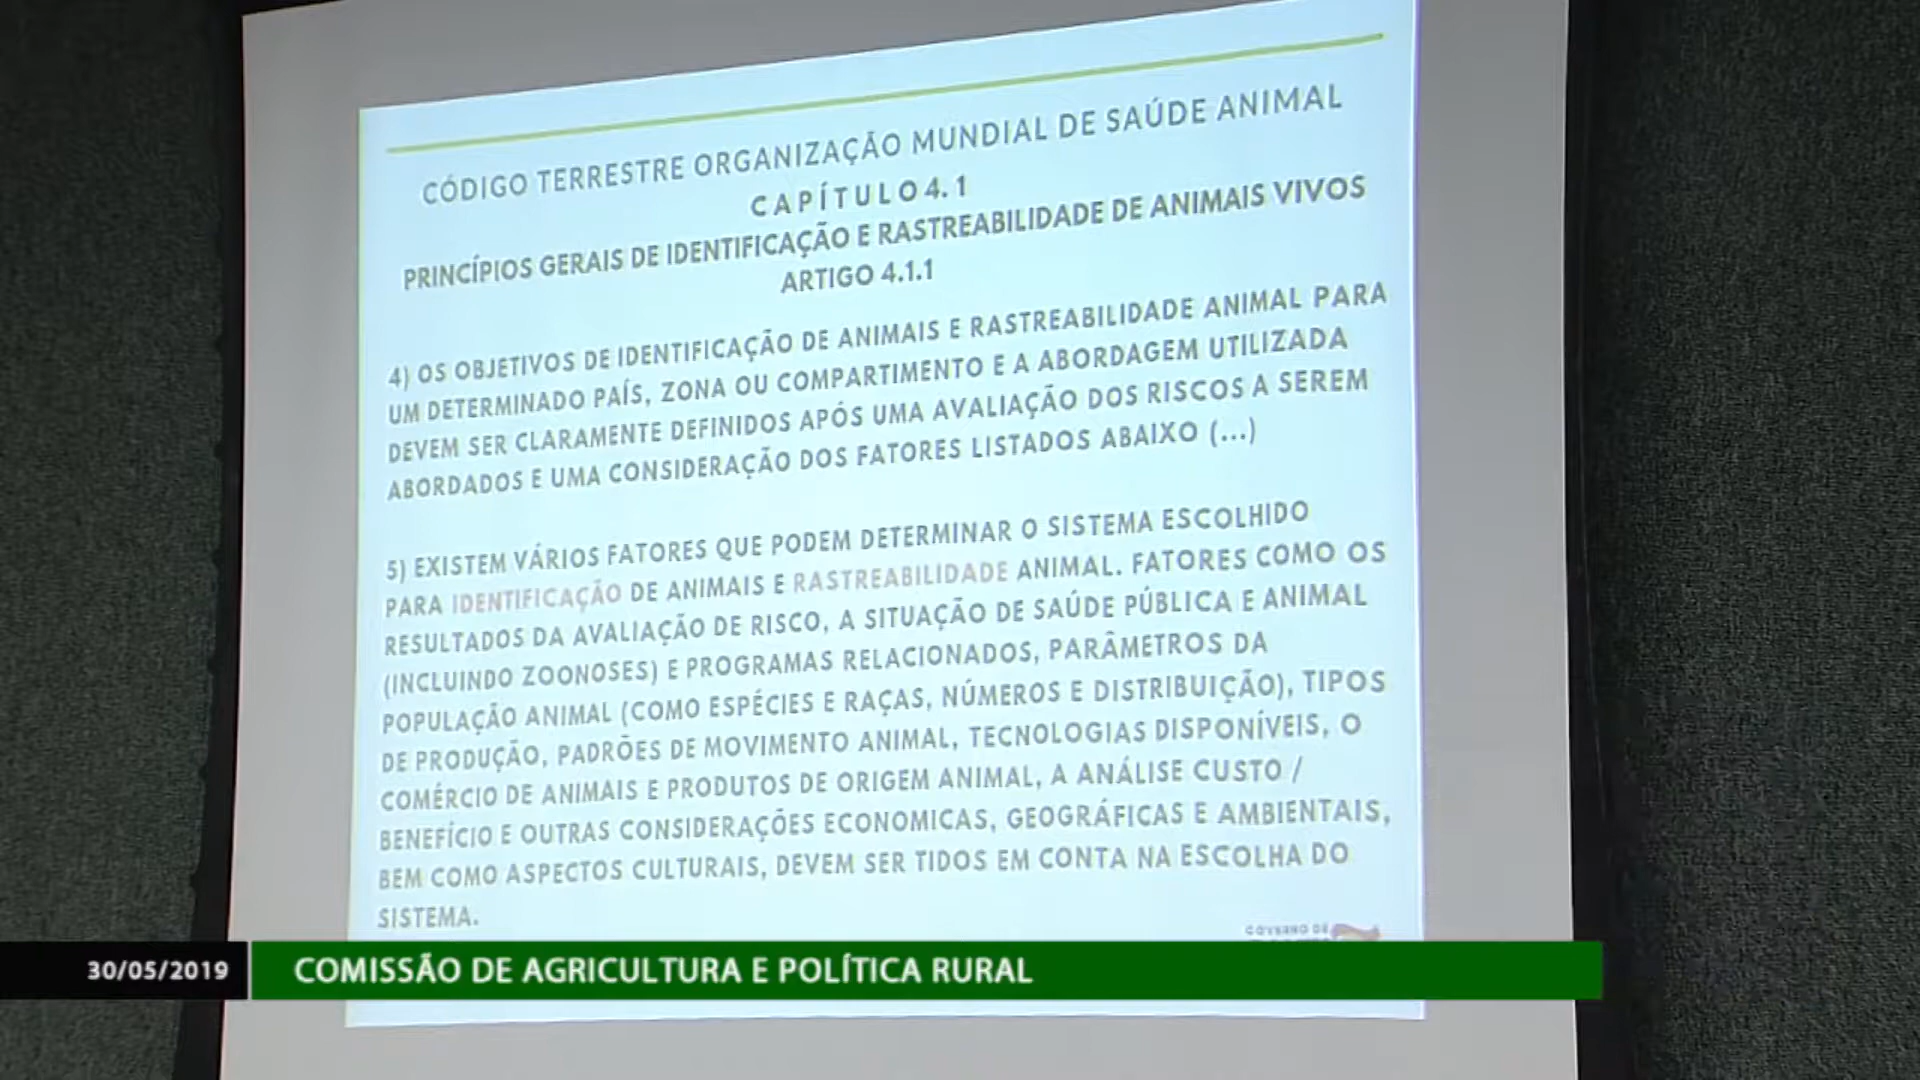 CÓDIGO TERRESTRE ORGANIZAÇÃO MUNDIAL DE SAÚDE ANIMAL
CAPÍTULO 4. 1
PRINCÍPIOS GERAIS DE IDENTIFICAÇÃO E RASTREABILIDADE DE ANIMAIS VIVOS
ARTIGO 4.1.1
4) OS OBJETIVOS DE IDENTIFICAÇÃO DE ANIMAIS E RASTREABILIDADE ANIMAL PARA
UM DETERMINADO PAÍS, ZONA OU COMPARTIMENTO E A ABORDAGEM UTILIZADA
DEVEM SER CLARAMENTE DEFINIDOS APÓS UMA AVALIAÇÃO DOS RISCOS A SEREM
ABORDADOS E UMA CONSIDERAÇÃO DOS FATORES LISTADOS ABAIXO (...)
5) EXISTEM VÁRIOS FATORES QUE PODEM DETERMINAR O SISTEMA ESCOLHIDO
PARA IDENTIFICAÇÃO DE ANIMAIS E RASTREABILIDADE ANIMAL. FATORES COMO OS
RESULTADOS DA AVALIAÇÃO DE RISCO, A SITUAÇÃO DE SAÚDE PÚBLICA E ANIMAL
(INCLUINDO ZOONOSES) E PROGRAMAS RELACIONADOS, PARÂMETROS DA
POPULAÇÃO ANIMAL (COMO ESPÉCIES E RAÇAS, NÚMEROS E DISTRIBUIÇÃO), TIPOS
DE PRODUÇÃO, PADRÕES DE MOVIMENTO ANIMAL, TECNOLOGIAS DISPONÍVEIS, O
COMÉRCIO DE ANIMAIS E PRODUTOS DE ORIGEM ANIMAL, A ANÁLISE CUSTO /
BENEFÍCIO E OUTRAS CONSIDERAÇÕES ECONOMICAS, GEOGRÁFICAS E AMBIENTAIS,
BEM COMO ASPECTOS CULTURAIS, DEVEM SER TIDOS EM CONTA NA ESCOLHA DO
SISTEMA.
GOVERNO DE
30/05/2019
COMISSÃO DE AGRICULTURA E POLÍTICA RURAL